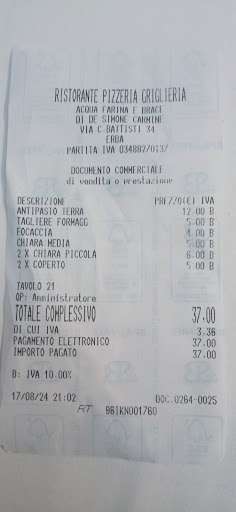 RISTORANTE PIZZERIA GRIGLIERIA
ACQUA FARINA E BRACE
DI DE SIMONE CARMINE
VIA C.BATTISTI 34
ERBA
PARTITA IVA
DOCUMENTO COMMERCIALE
di vendita o prestazione
DESCRIZIONE PREZZO(€) IVA
ANTIPASTO TERRA 12.00 B
TAGLIERE FORMAGG 5.00 B
FOCACCIA 4.00 B
CHIARA MEDIA 5.00 B
2 X CHIARA PICCOLA 6.00 B
2 X COPERTO 5.00 B
TAVOLO 21
OP: Amministratore
TOTALE COMPLESSIVO 37.00
DI CUI IVA 3.36
PAGAMENTO ELETTRONICO 37.00
IMPORTO PAGATO 37.00
B: IVA 10.00%
17/08/24 21:02 DOC.0264-0025
RT 96IKN001760